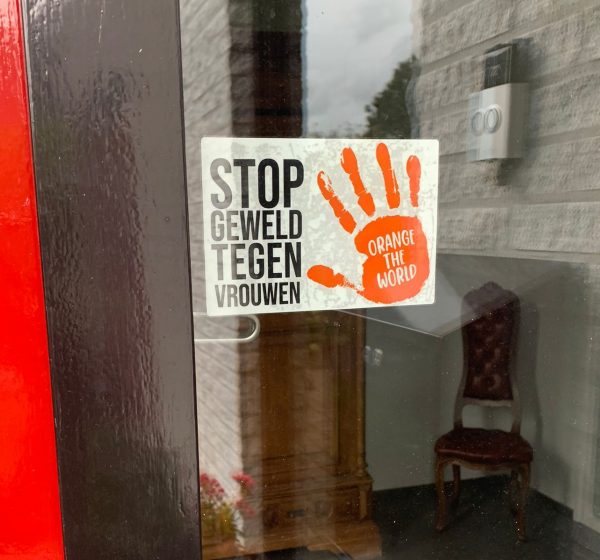 STOP
GEWELD
TEGEN
VROUWEN
ORANGE
THE
WORLD